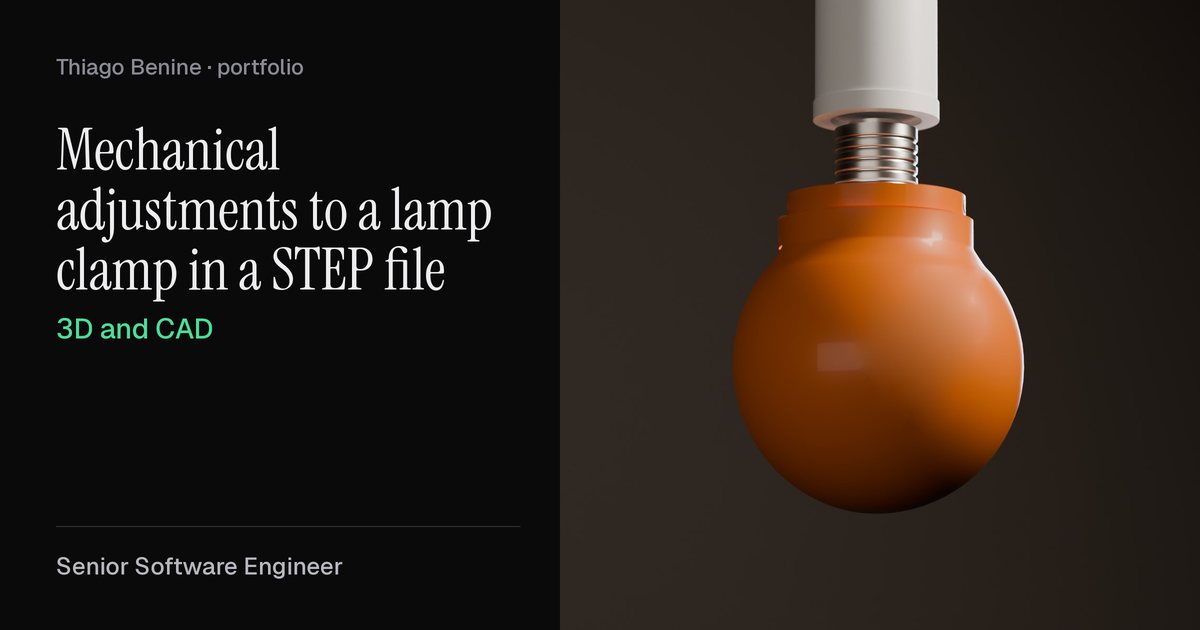 Thiago Benine · portfolio
Mechanical
adjustments to a lamp
clamp in a STEP file
3D and CAD
Senior Software Engineer